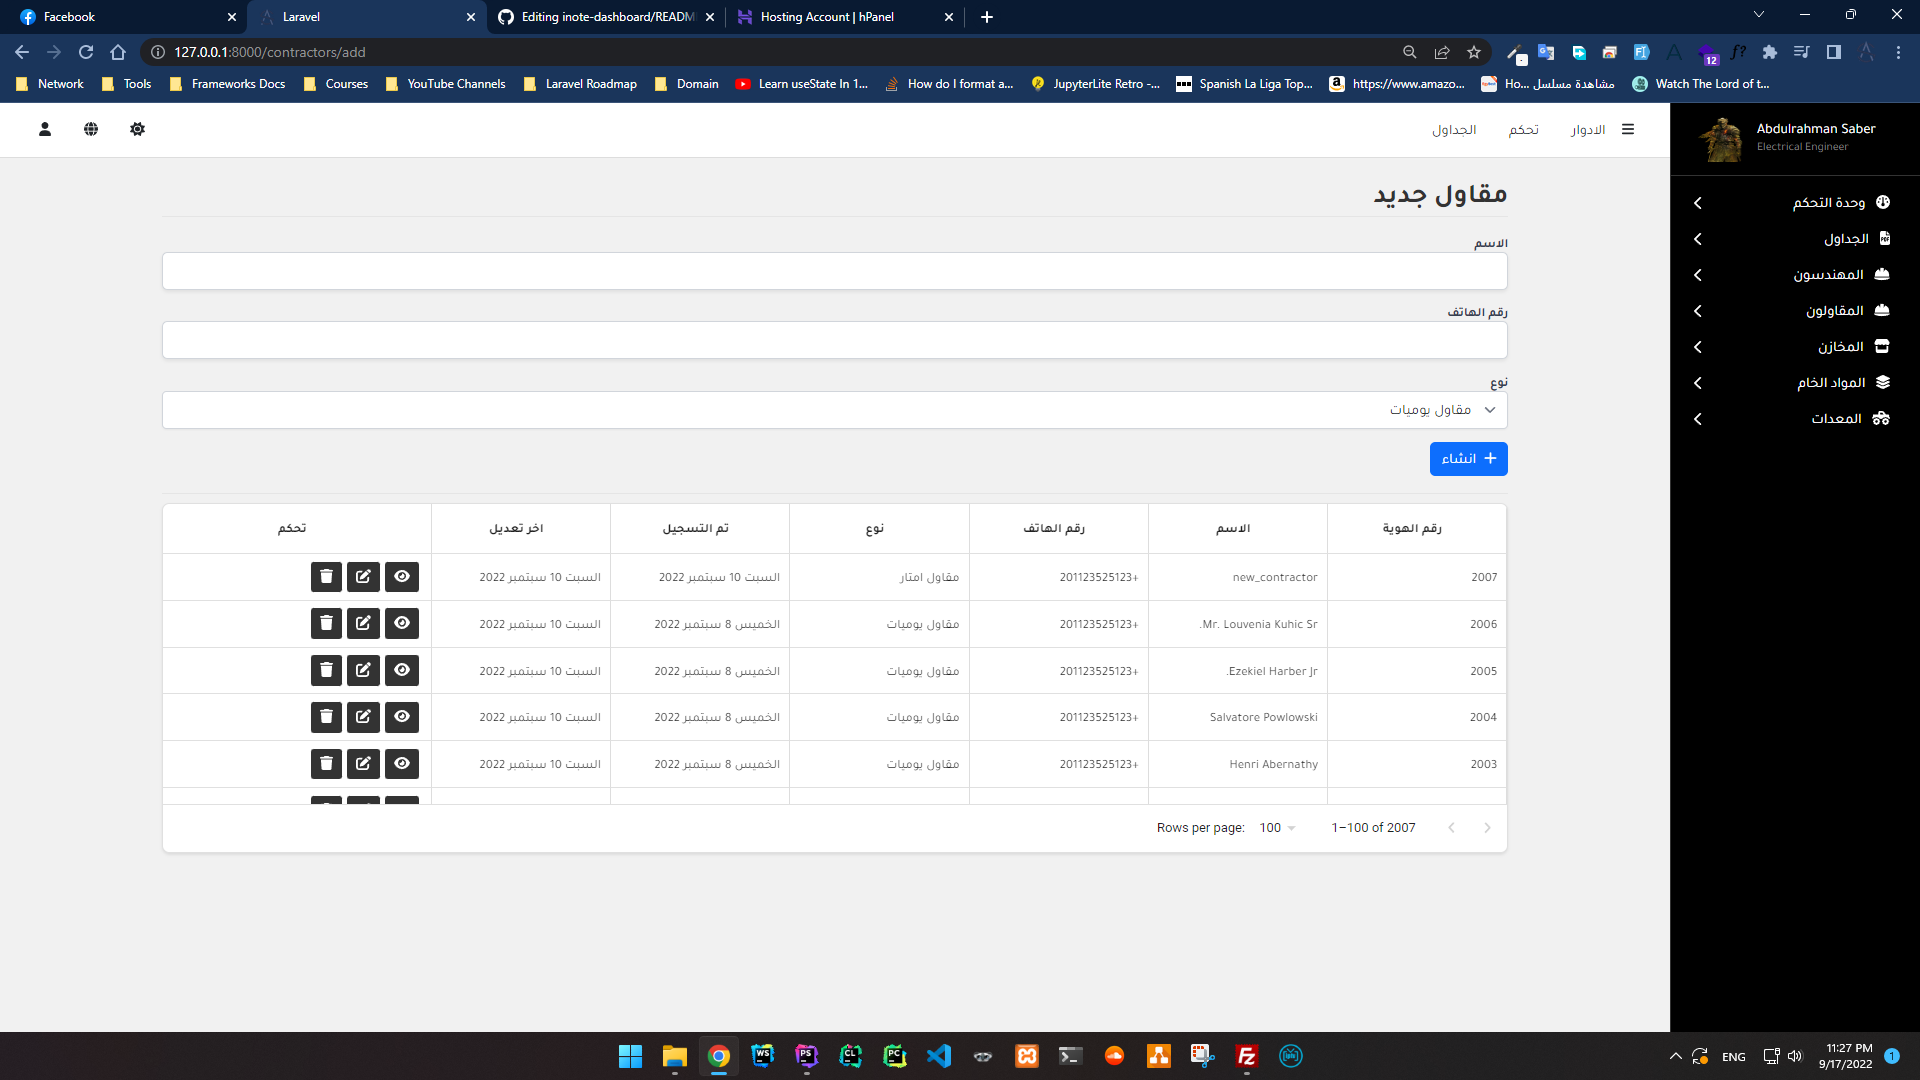 Facebook
Laravel
Editing inote-dashboard/READM
Hosting Account | hPanel
127.0.0.1:8000/contractors/add
12
Network
Tools
Frameworks Docs
Courses
YouTube Channels
Laravel Roadmap
Domain
Learn useState In 1...
How do I format a...
JupyterLite Retro -...
Spanish La Liga Top...
https://www.amazo...
مشاهدة مسلسل Ho...
Watch The Lord of t...
الادوار
تحكم
الجداول
Abdulrahman Saber
Electrical Engineer
وحدة التحكم
الجداول
المهندسون
المقاولون
المخازن
المواد الخام
المعدات
مقاول جديد
الاسم
رقم الهاتف
نوع
مقاول يوميات
انشاء
رقم الهوية الاسم رقم الهاتف نوع تم التسجيل اخر تعديل تحكم
2007 new_contractor 201123525123+ مقاول امتار السبت 10 سبتمبر 2022 السبت 10 سبتمبر 2022
2006 .Mr. Louvenia Kuhic Sr 201123525123+ مقاول يوميات الخميس 8 سبتمبر 2022 السبت 10 سبتمبر 2022
2005 .Ezekiel Harber Jr 201123525123+ مقاول يوميات الخميس 8 سبتمبر 2022 السبت 10 سبتمبر 2022
2004 Salvatore Powlowski 201123525123+ مقاول يوميات الخميس 8 سبتمبر 2022 السبت 10 سبتمبر 2022
2003 Henri Abernathy 201123525123+ مقاول يوميات الخميس 8 سبتمبر 2022 السبت 10 سبتمبر 2022
Rows per page: 100 1–100 of 2007
WS
PS
CL
PC
ENG
11:27 PM
9/17/2022
1